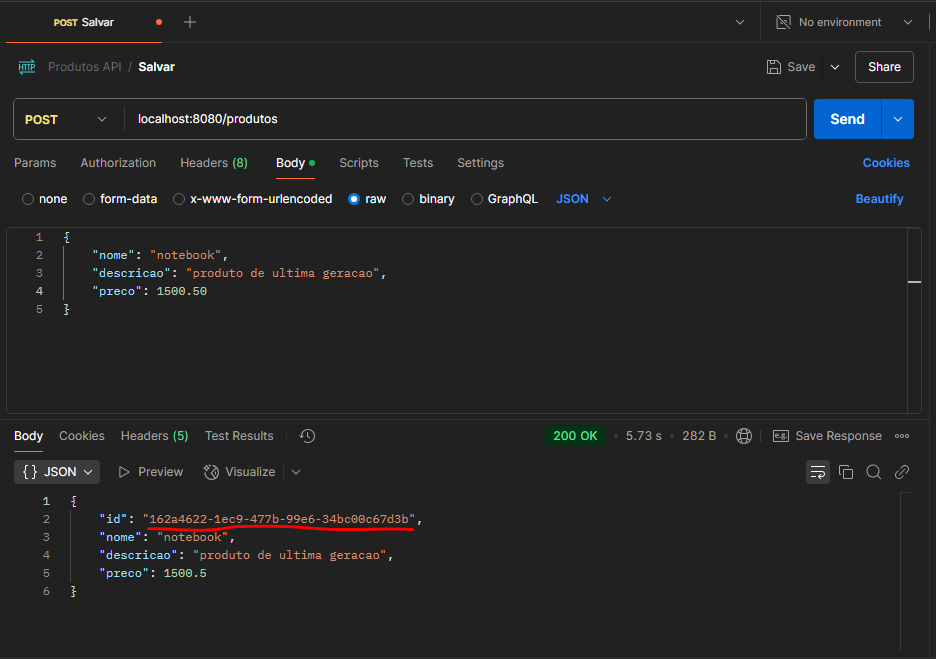 POST Salvar
No environment
HTTP Produtos API / Salvar Save Share
POST localhost:8080/produtos Send
Params Authorization Headers (8) Body Scripts Tests Settings Cookies
none form-data x-www-form-urlencoded raw binary GraphQL JSON Beautify
1 {
2 "nome": "notebook",
3 "descricao": "produto de ultima geracao",
4 "preco": 1500.50
5 }
Body Cookies Headers (5) Test Results 200 OK 5.73 s 282 B e.g. Save Response
{} JSON Preview Visualize
1 {
2 "id": "162a4622-1ec9-477b-99e6-34bc00c67d3b",
3 "nome": "notebook",
4 "descricao": "produto de ultima geracao",
5 "preco": 1500.5
6 }